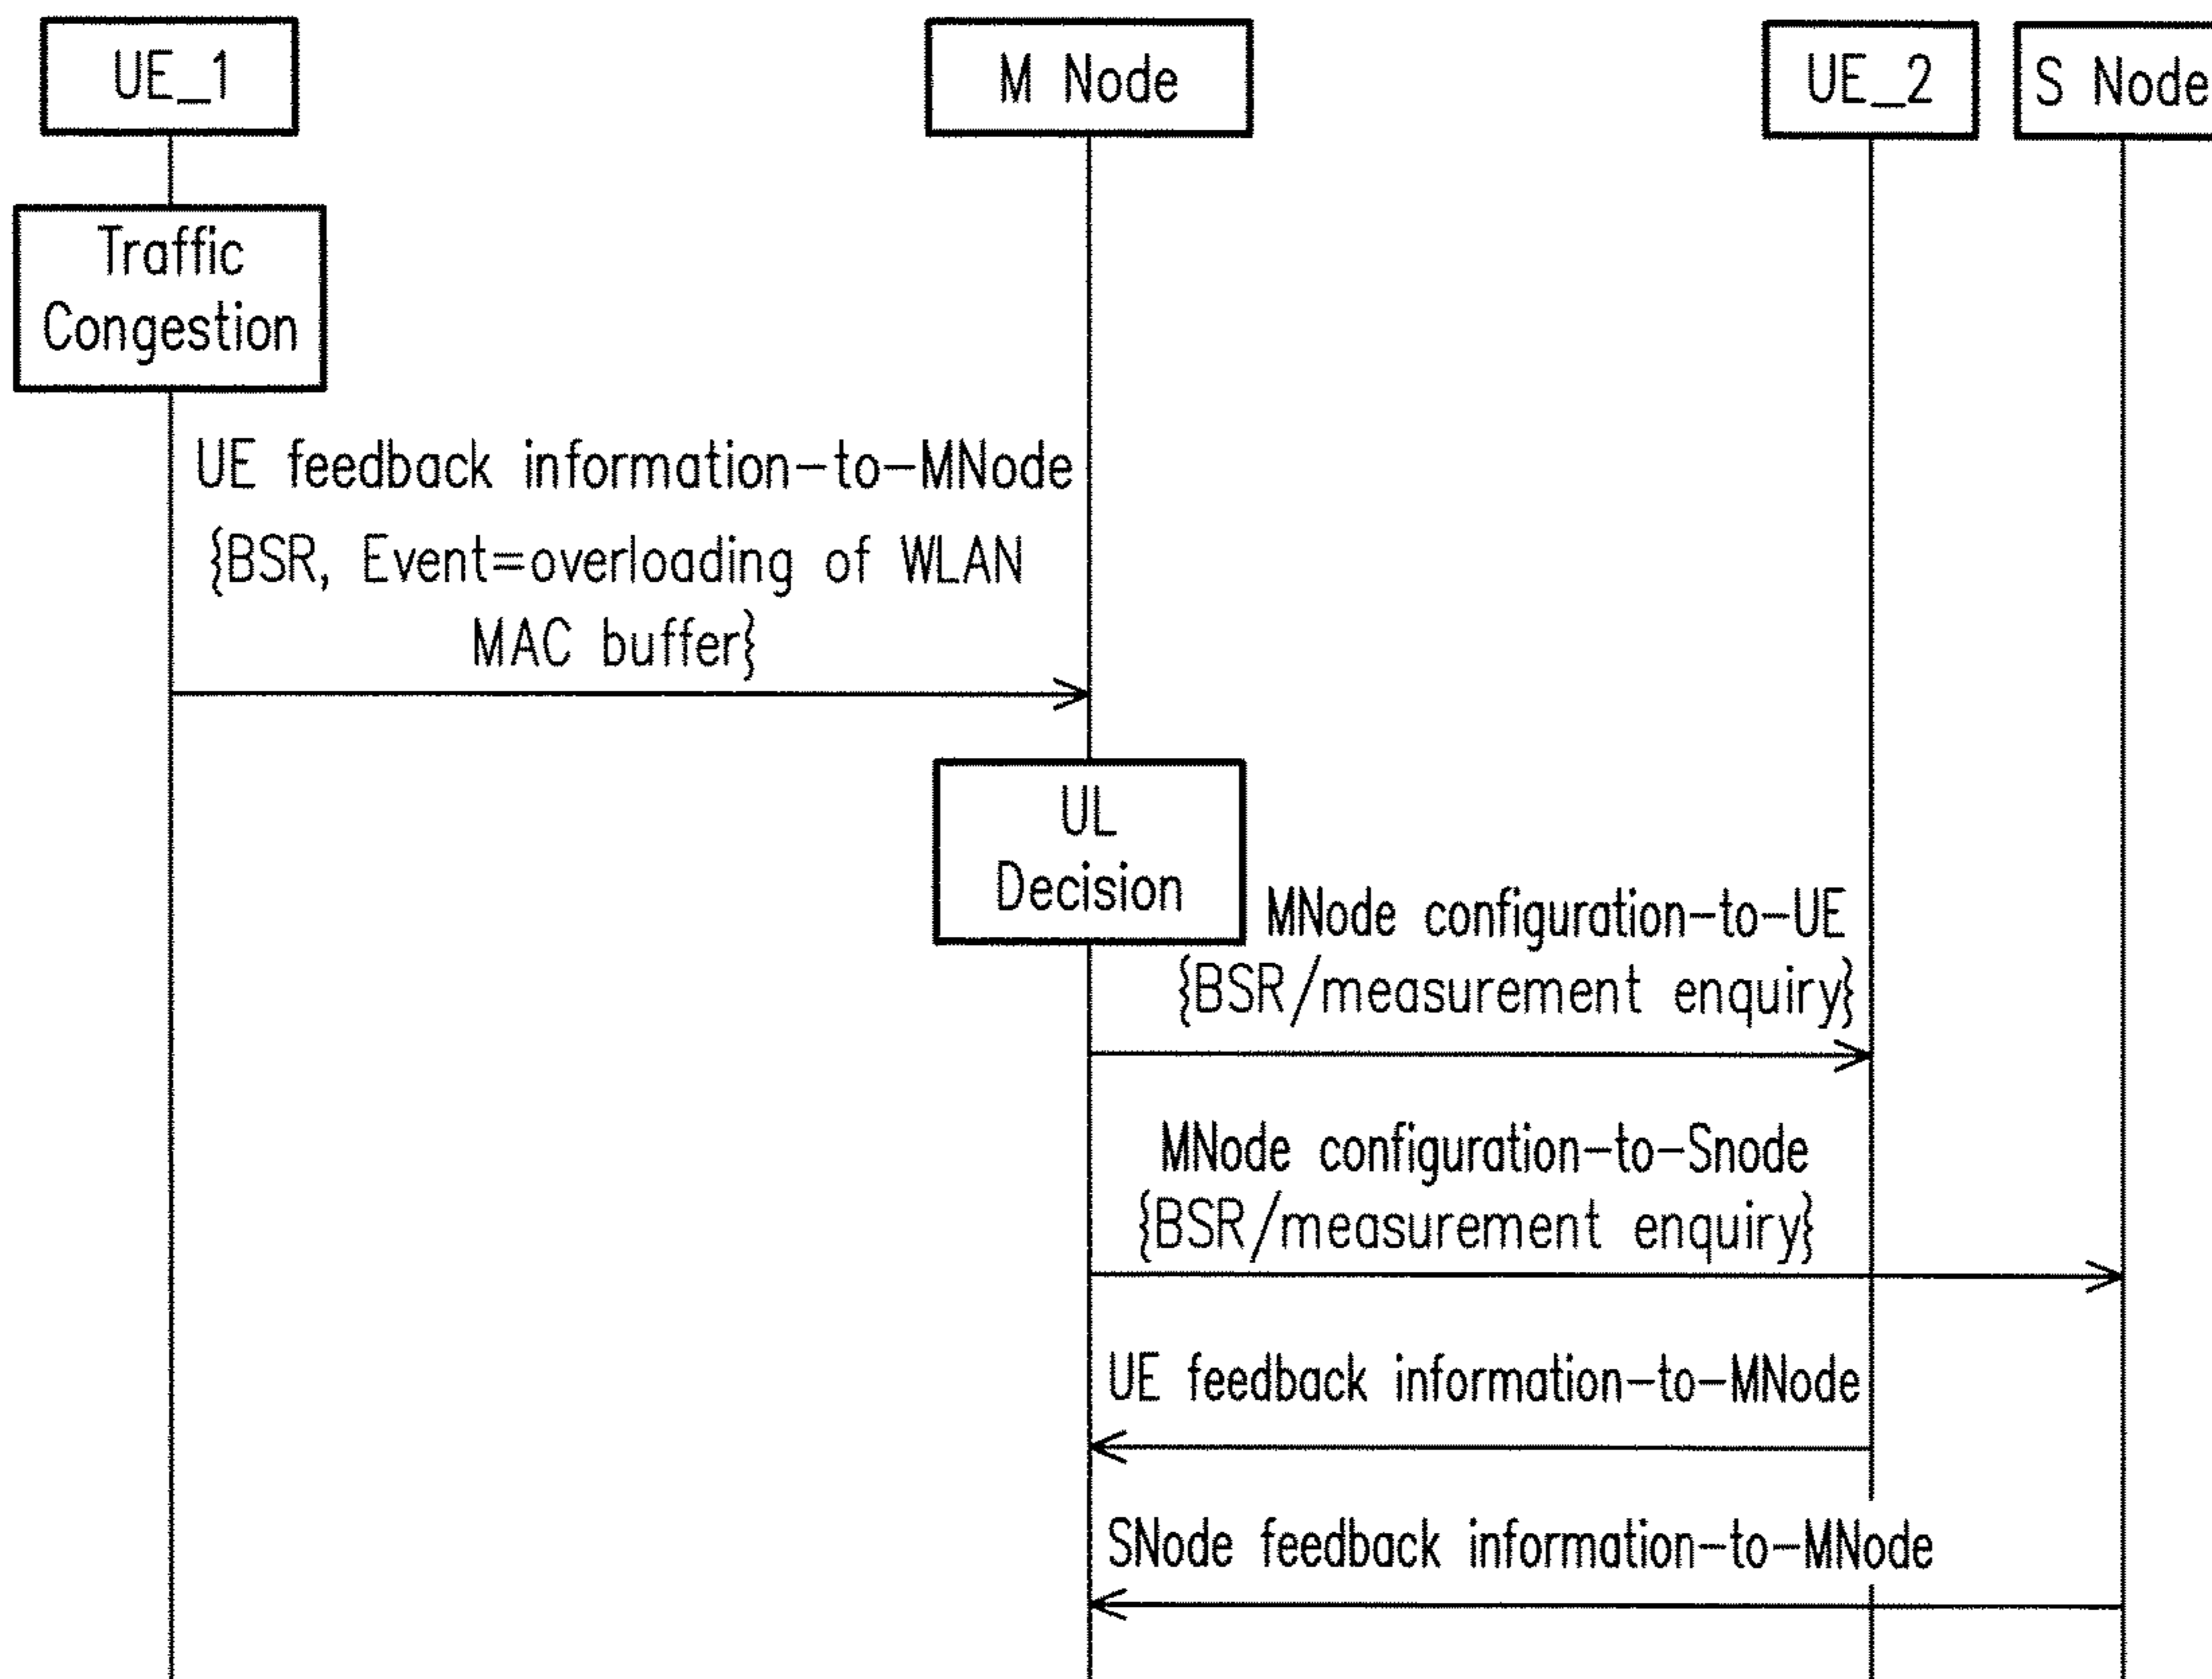 UE_1
M Node
UE_2
S Node
Traffic
Congestion
UE feedback information-to-MNode
{BSR, Event=overloading of WLAN
MAC buffer}
UL
Decision
MNode configuration-to-UE
{BSR/measurement enquiry}
MNode configuration-to-Snode
{BSR/measurement enquiry}
UE feedback information-to-MNode
SNode feedback information-to-MNode